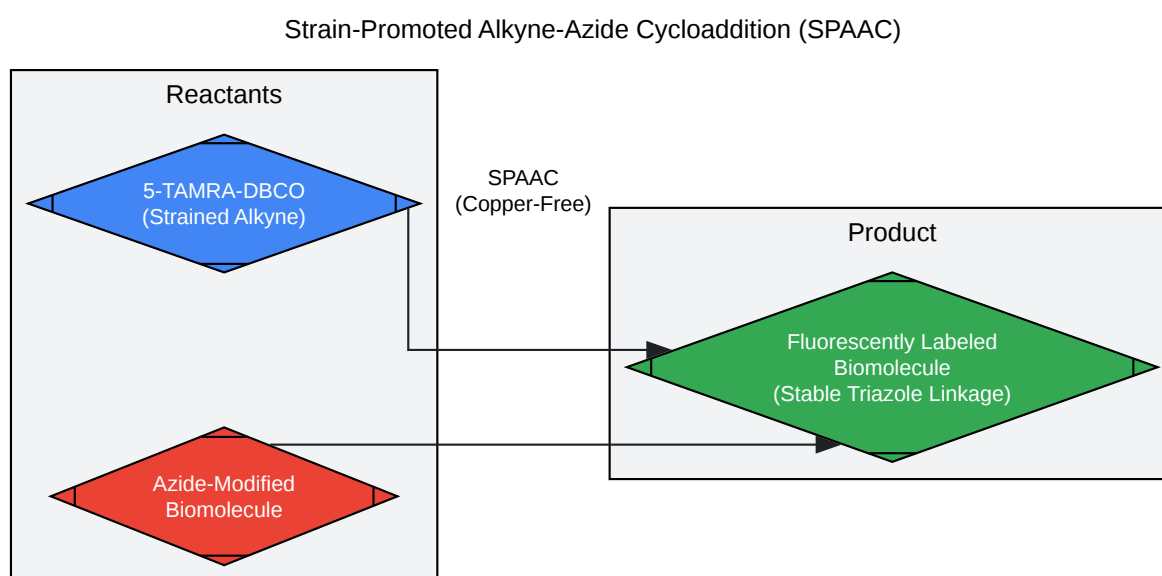 Strain-Promoted Alkyne-Azide Cycloaddition (SPAAC)
Reactants
5-TAMRA-DBCO
(Strained Alkyne)
SPAAC
(Copper-Free)
Product
Fluorescently Labeled
Biomolecule
(Stable Triazole Linkage)
Azide-Modified
Biomolecule